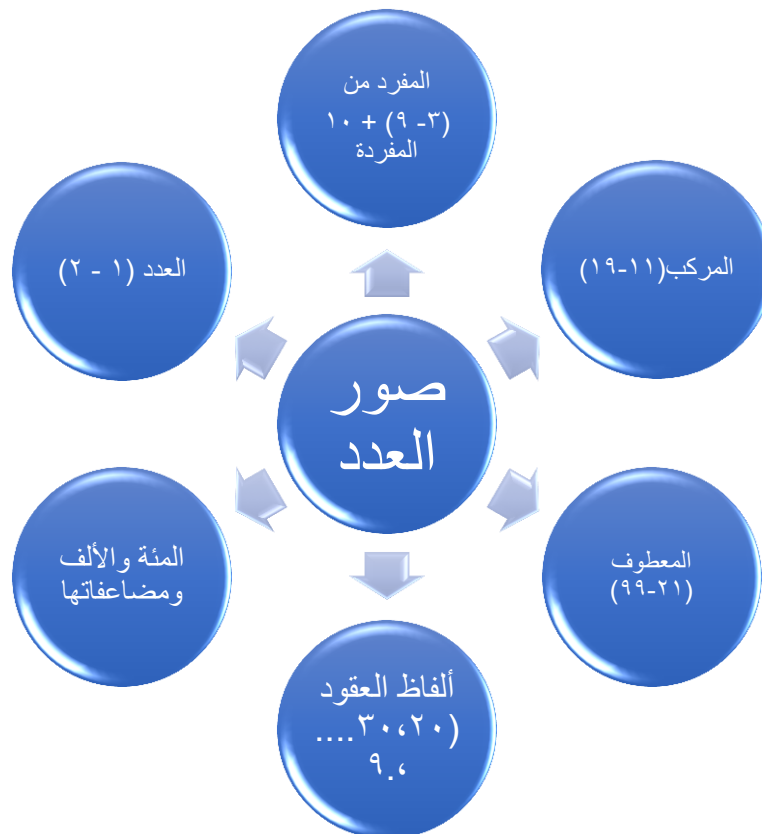 المفرد من
(٣- ٩) + ١٠
المفردة
العدد (١ - ٢)
المركب(١١-١٩)
صور
العدد
المئة والألف
ومضاعفاتها
المعطوف
(٢١-٩٩)
ألفاظ العقود
(٢٠،٣٠....
،٩.